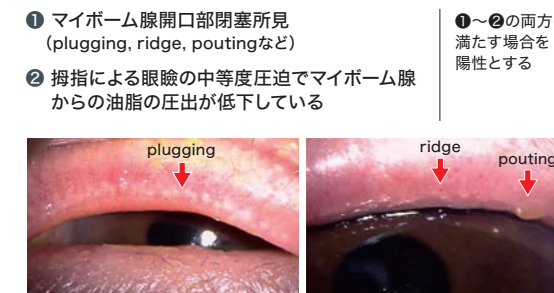 ❶ マイボーム腺開口部閉塞所見
（plugging, ridge, poutingなど）
❷ 拇指による眼瞼の中等度圧迫でマイボーム腺
からの油脂の圧出が低下している
❶～❷の両方
満たす場合を
陽性とする
plugging
ridge
pouting